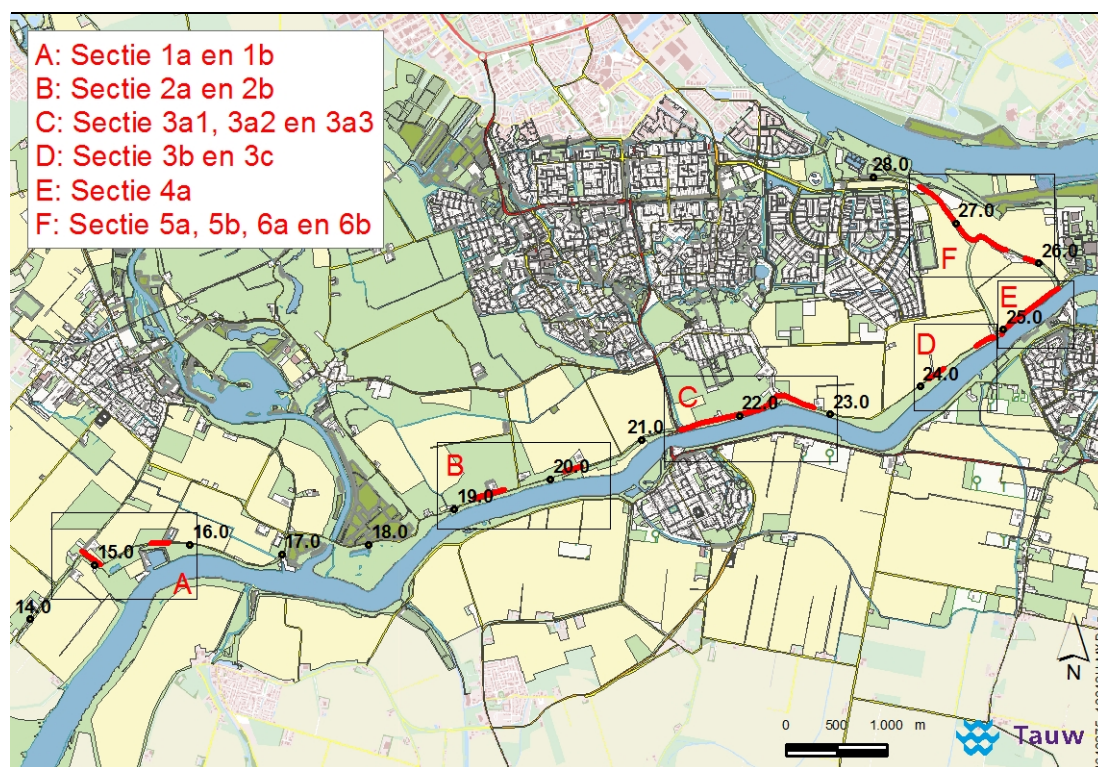 A: Sectie 1a en 1b
B: Sectie 2a en 2b
C: Sectie 3a1, 3a2 en 3a3
D: Sectie 3b en 3c
E: Sectie 4a
F: Sectie 5a, 5b, 6a en 6b
28.0
27.0
F
26.0
E
25.0
D
24.0
C
22.0
23.0
21.0
B
20.0
19.0
18.0
17.0
16.0
15.0
A
14.0
N
0 500 1.000 m
Tauw